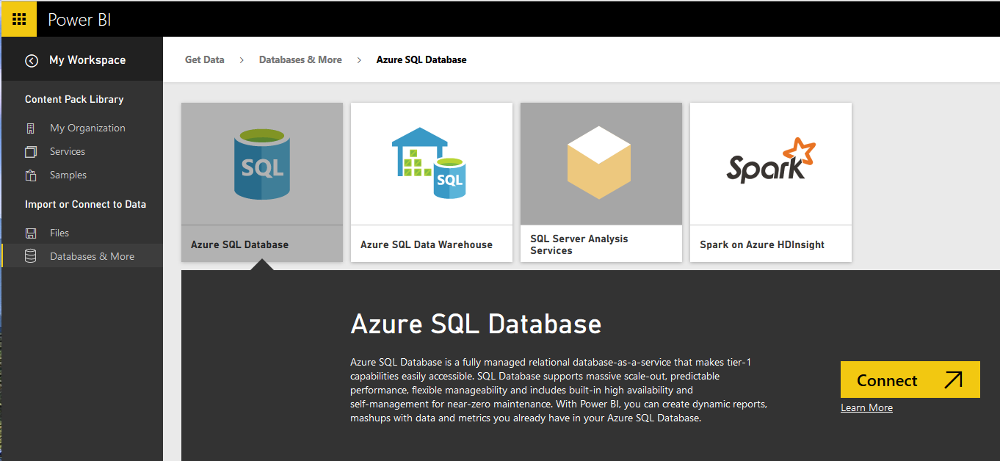 Power BI
My Workspace
Get Data > Databases & More > Azure SQL Database
Content Pack Library
My Organization
Services
Samples
Import or Connect to Data
Files
Databases & More
SQL
SQL
Spark
Azure SQL Database
Azure SQL Data Warehouse
SQL Server Analysis
Services
Spark on Azure HDInsight
Azure SQL Database
Azure SQL Database is a fully managed relational database-as-a-service that makes tier-1
capabilities easily accessible. SQL Database supports massive scale-out, predictable
performance, flexible manageability and includes built-in high availability and
self-management for near-zero maintenance. With Power BI, you can create dynamic reports,
mashups with data and metrics you already have in your Azure SQL Database.
Connect
Learn More